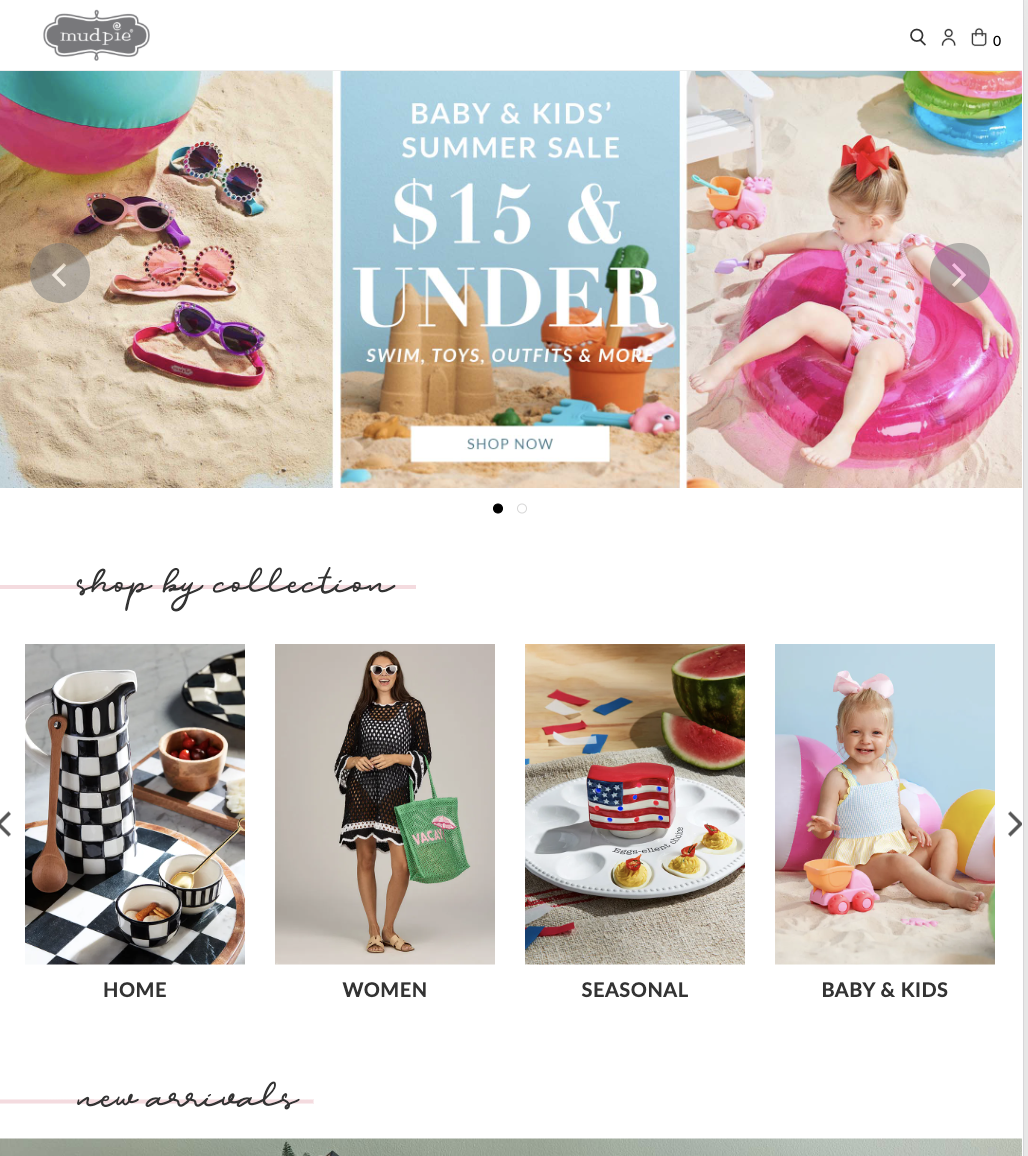 mudpie
0
BABY & KIDS’
SUMMER SALE
$15 &
UNDER
SWIM, TOYS, OUTFITS & MORE
SHOP NOW
shop by collection
VACAY
Eggs-ellent choice
HOME
WOMEN
SEASONAL
BABY & KIDS
new arrivals